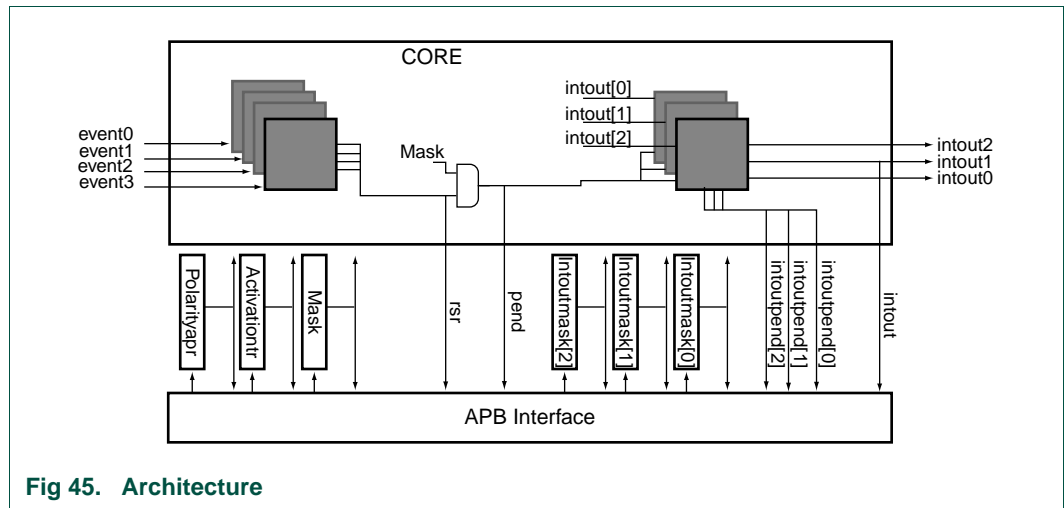 CORE
intout[0]
intout[1]
intout[2]
event0
event1
event2
event3
Mask
intout2
intout1
intout0
Polarityapr
Activationtr
Mask
rsr
pend
Intoutmask[2]
Intoutmask[1]
Intoutmask[0]
intoutpend[2]
intoutpend[1]
intoutpend[0]
intout
APB Interface
Fig 45. Architecture